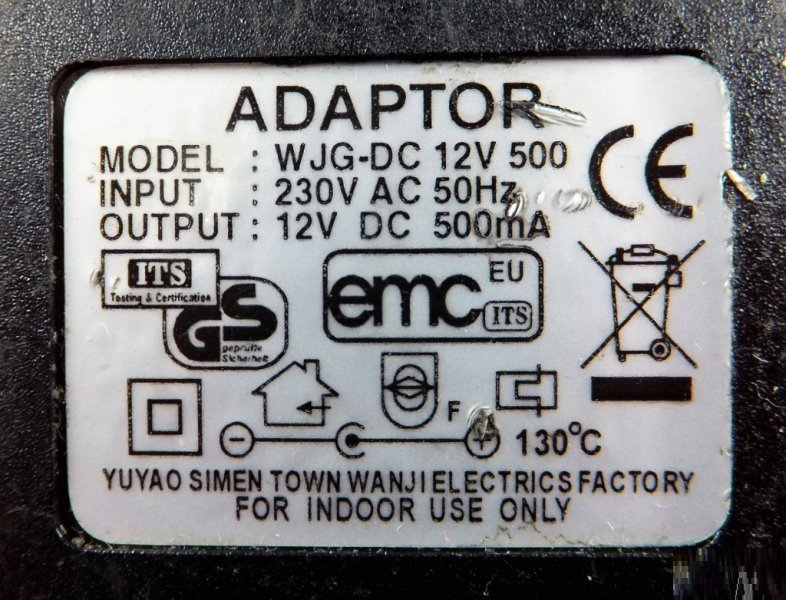 ADAPTOR
MODEL : WJG-DC 12V 500
INPUT : 230V AC 50Hz
OUTPUT : 12V DC 500mA
CE
ITS
Testing & Certification
GS
geprüfte
Sicherheit
emc
EU
ITS
F
130°C
YUYAO SIMEN TOWN WANJI ELECTRICS FACTORY
FOR INDOOR USE ONLY